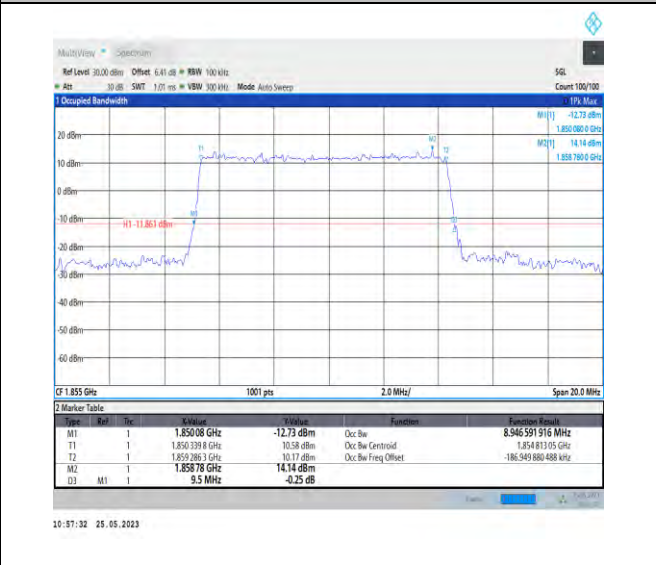 MultiView Spectrum
Ref Level 30.00 dBm Offset 6.41 dB RBW 100 kHz SGL
Att 30 dB SWT 1.01 ms VBW 300 kHz Mode Auto Sweep Count 100/100
1 Occupied Bandwidth 1Pk Max
M1[1] -12.73 dBm
1.850 080 0 GHz
M2[1] 14.14 dBm
1.858 780 0 GHz
20 dBm
T1 M2 T2
10 dBm
0 dBm
-10 dBm
M1
H1 -11.861 dBm
-20 dBm
-30 dBm
-40 dBm
-50 dBm
-60 dBm
CF 1.855 GHz 1001 pts 2.0 MHz/ Span 20.0 MHz
2 Marker Table
Type Ref Trc X-Value Y-Value Function Function Result
M1 1 1.85008 GHz -12.73 dBm Occ Bw 8.946 591 916 MHz
T1 1 1.850 339 8 GHz 10.58 dBm Occ Bw Centroid 1.854 813 05 GHz
T2 1 1.859 286 3 GHz 10.17 dBm Occ Bw Freq Offset -186.949 880 488 kHz
M2 1 1.85878 GHz 14.14 dBm
D3 M1 1 9.5 MHz -0.25 dB
10:57:32 25.05.2023